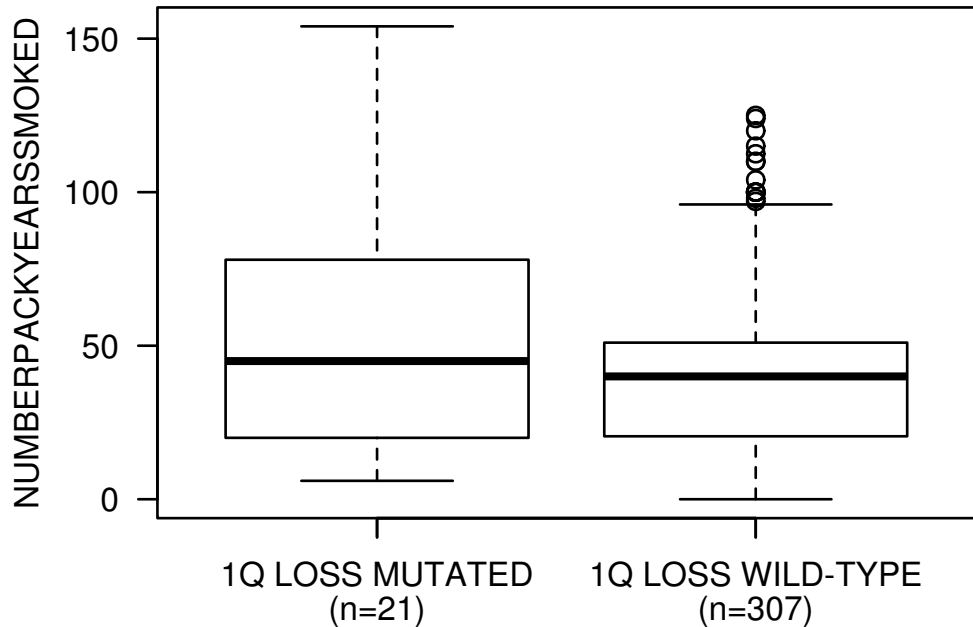 NUMBERPACKYEARSSMOKED
150
100
50
0
1Q LOSS MUTATED
(n=21)
1Q LOSS WILD-TYPE
(n=307)